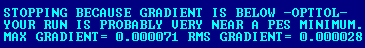 STOPPING BECAUSE GRADIENT IS BELOW -OPTTOL-
YOUR RUN IS PROBABLY VERY NEAR A PES MINIMUM.
MAX GRADIENT= 0.000071 RMS GRADIENT= 0.000028